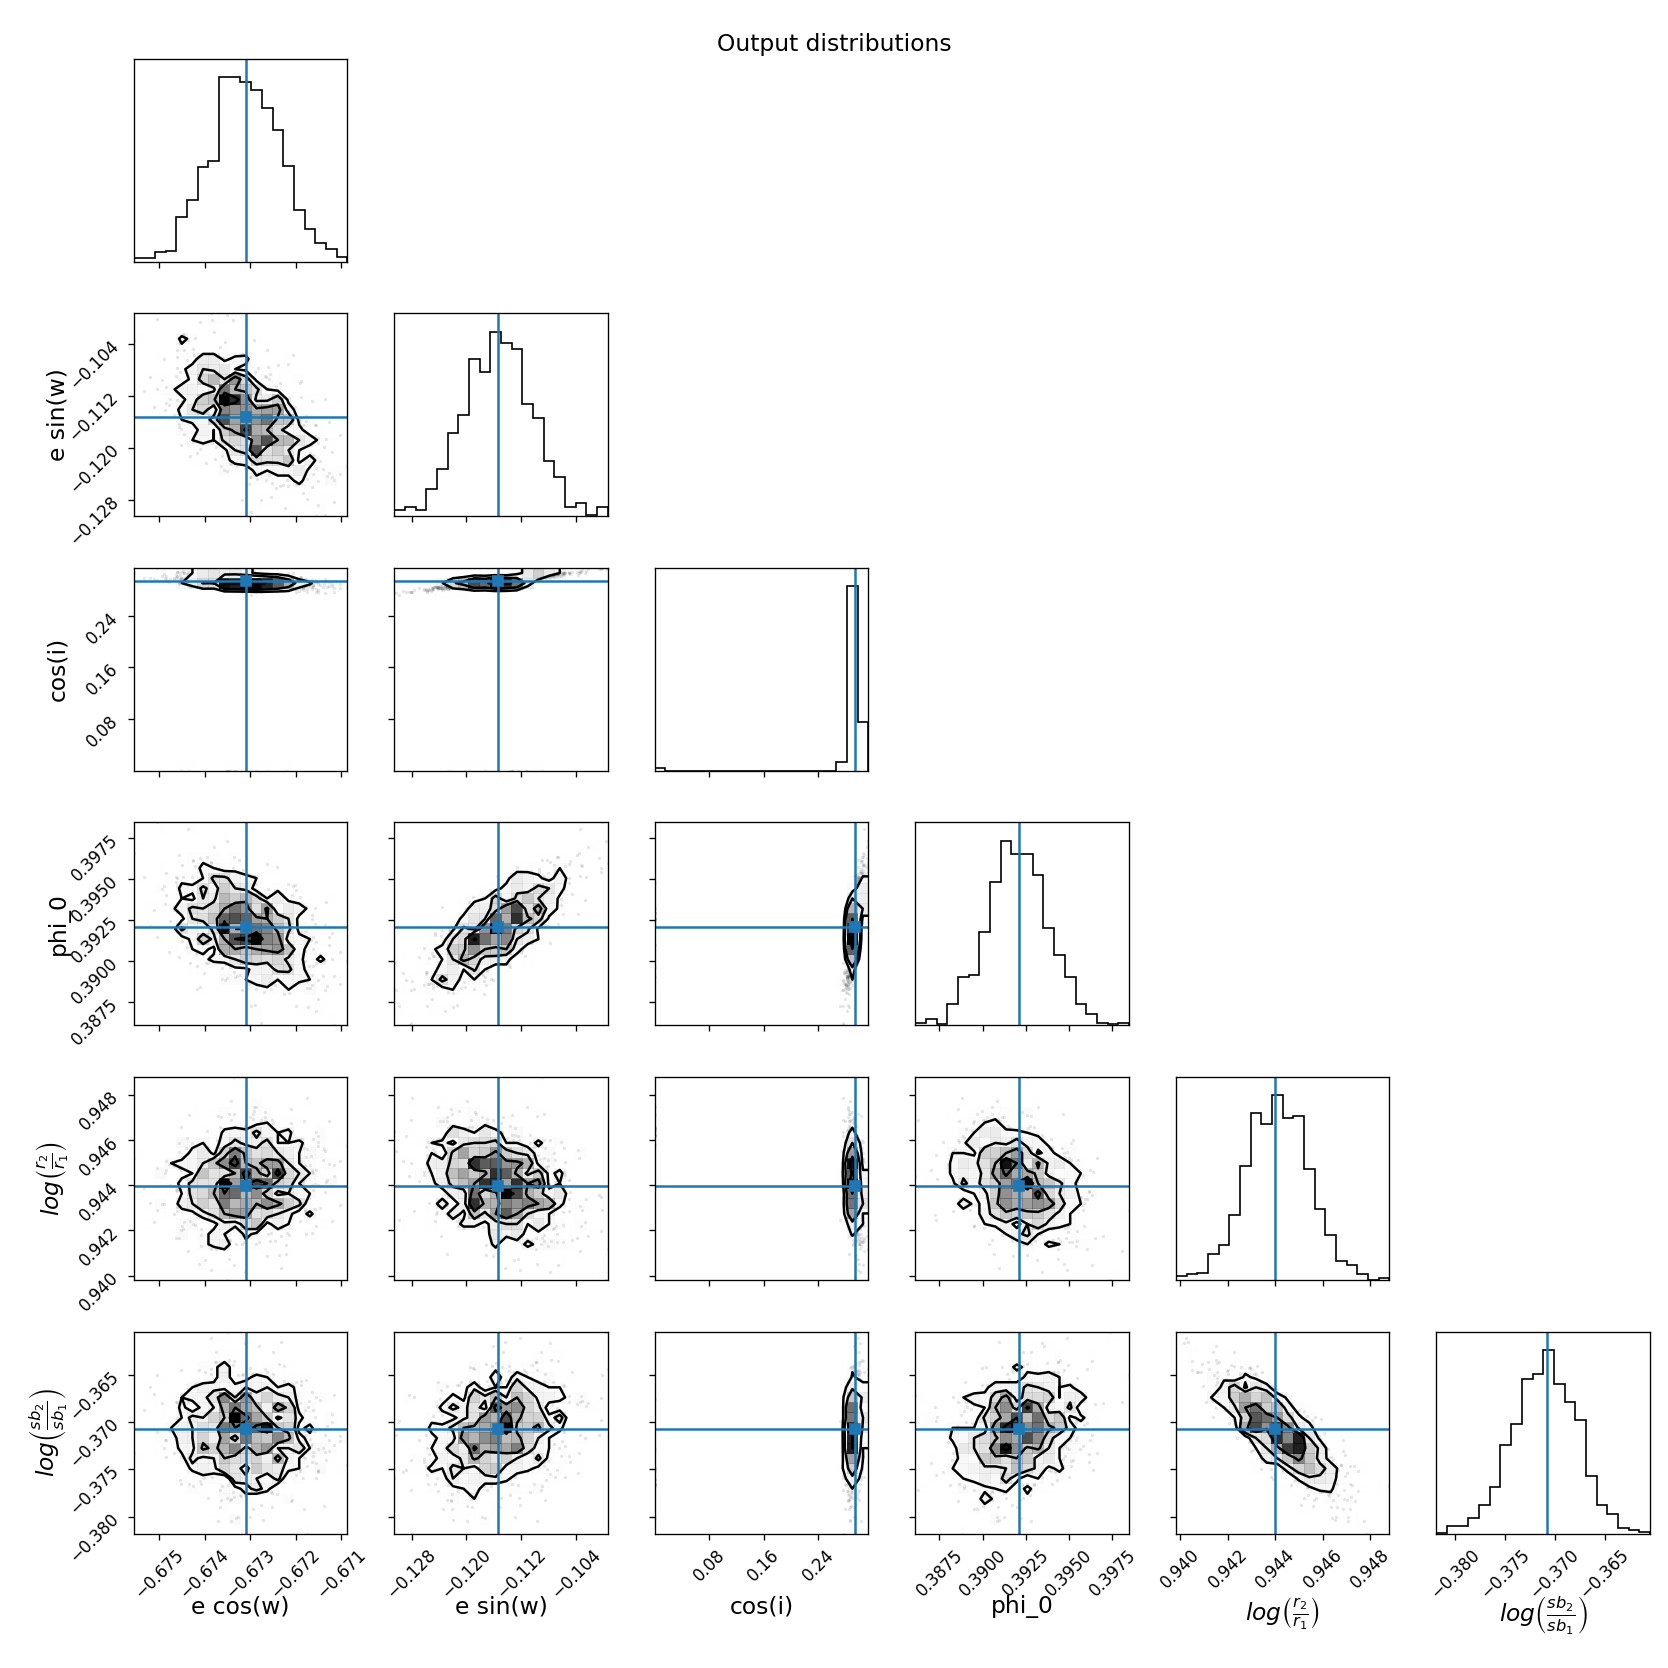 Output distributions
e sin(w)
−0.104
−0.112
−0.120
−0.128
cos(i)
0.24
0.16
0.08
phi_0
0.3975
0.3950
0.3925
0.3900
0.3875
log(r₂/r₁)
0.948
0.946
0.944
0.942
0.940
log(sb₂/sb₁)
−0.365
−0.370
−0.375
−0.380
−0.675 −0.674 −0.673 −0.672 −0.671
−0.128 −0.120 −0.112 −0.104
0.08 0.16 0.24
0.3875 0.3900 0.3925 0.3950 0.3975
0.940 0.942 0.944 0.946 0.948
−0.380 −0.375 −0.370 −0.365
e cos(w) e sin(w) cos(i) phi_0 log(r₂/r₁) log(sb₂/sb₁)